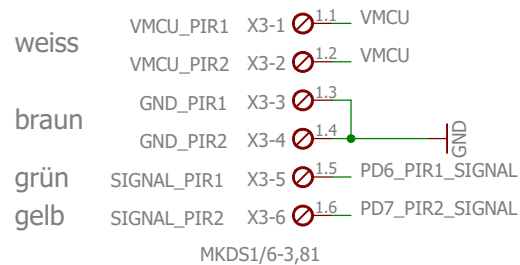 weiss
VMCU_PIR1 X3-1 1.1 VMCU
VMCU_PIR2 X3-2 1.2 VMCU
braun
GND_PIR1 X3-3 1.3
GND_PIR2 X3-4 1.4 GND
grün SIGNAL_PIR1 X3-5 1.5 PD6_PIR1_SIGNAL
gelb SIGNAL_PIR2 X3-6 1.6 PD7_PIR2_SIGNAL
MKDS1/6-3,81